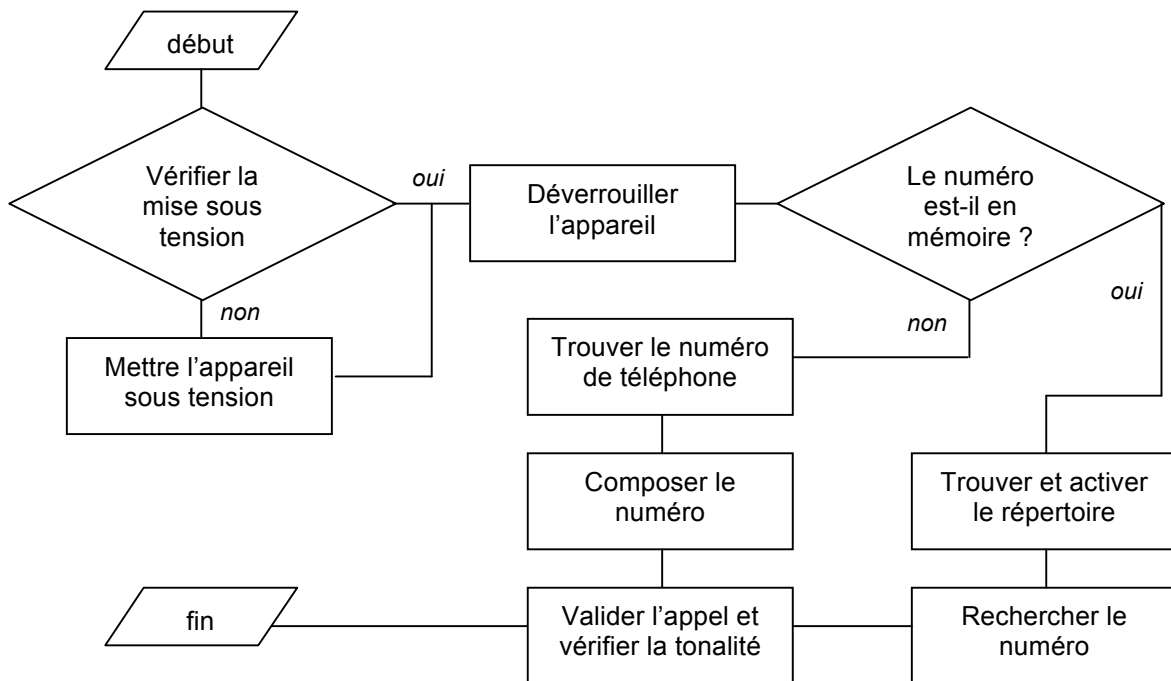 début
Vérifier la
mise sous
tension
oui
non
Mettre l’appareil
sous tension
Déverrouiller
l’appareil
Le numéro
est-il en
mémoire ?
non
oui
Trouver le numéro
de téléphone
Composer le
numéro
Trouver et activer
le répertoire
Rechercher le
numéro
Valider l’appel et
vérifier la tonalité
fin